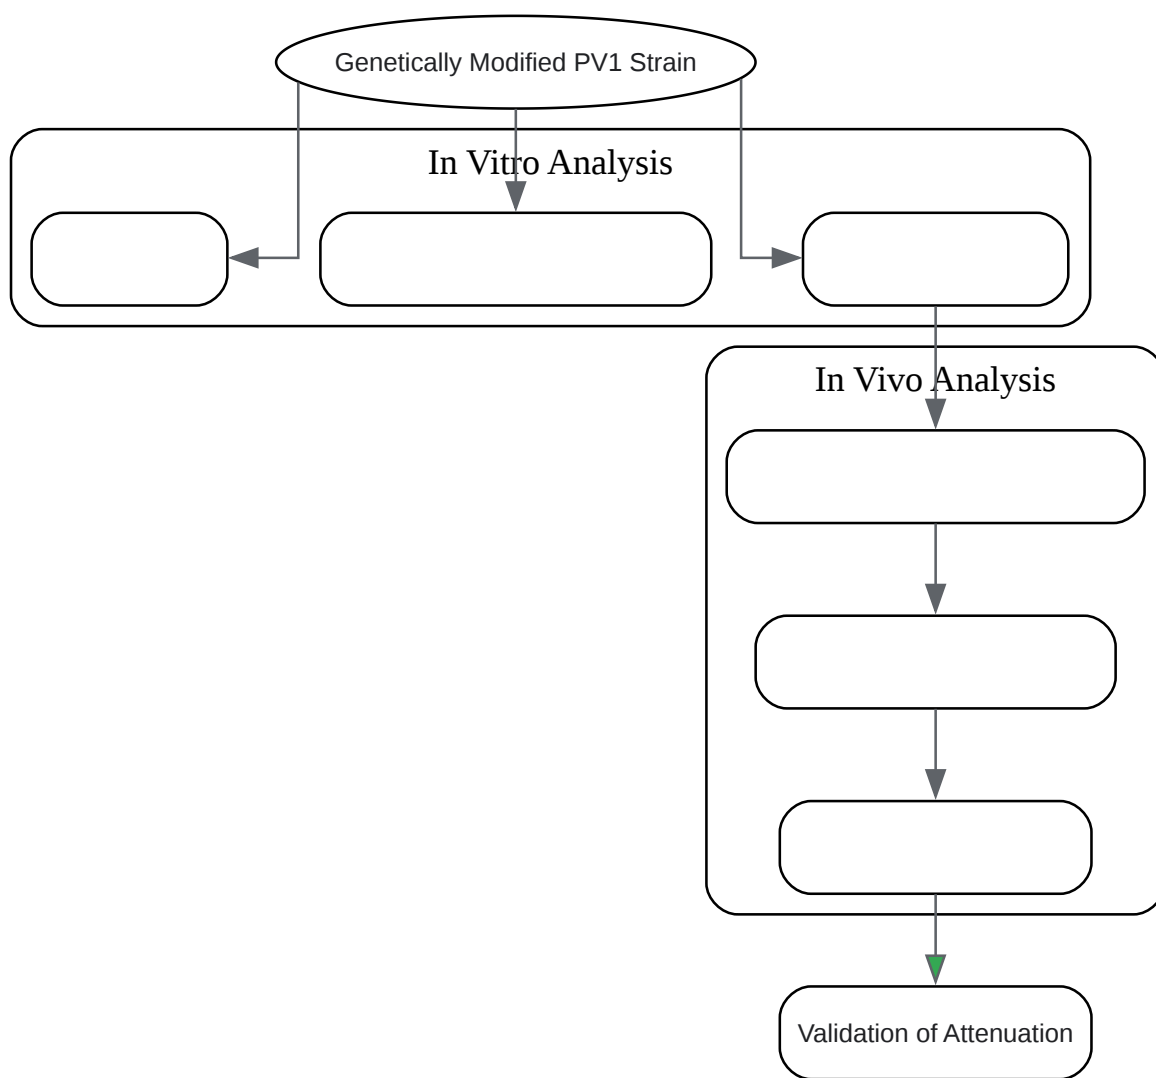 Genetically Modified PV1 Strain
In Vitro Analysis
In Vivo Analysis
Validation of Attenuation